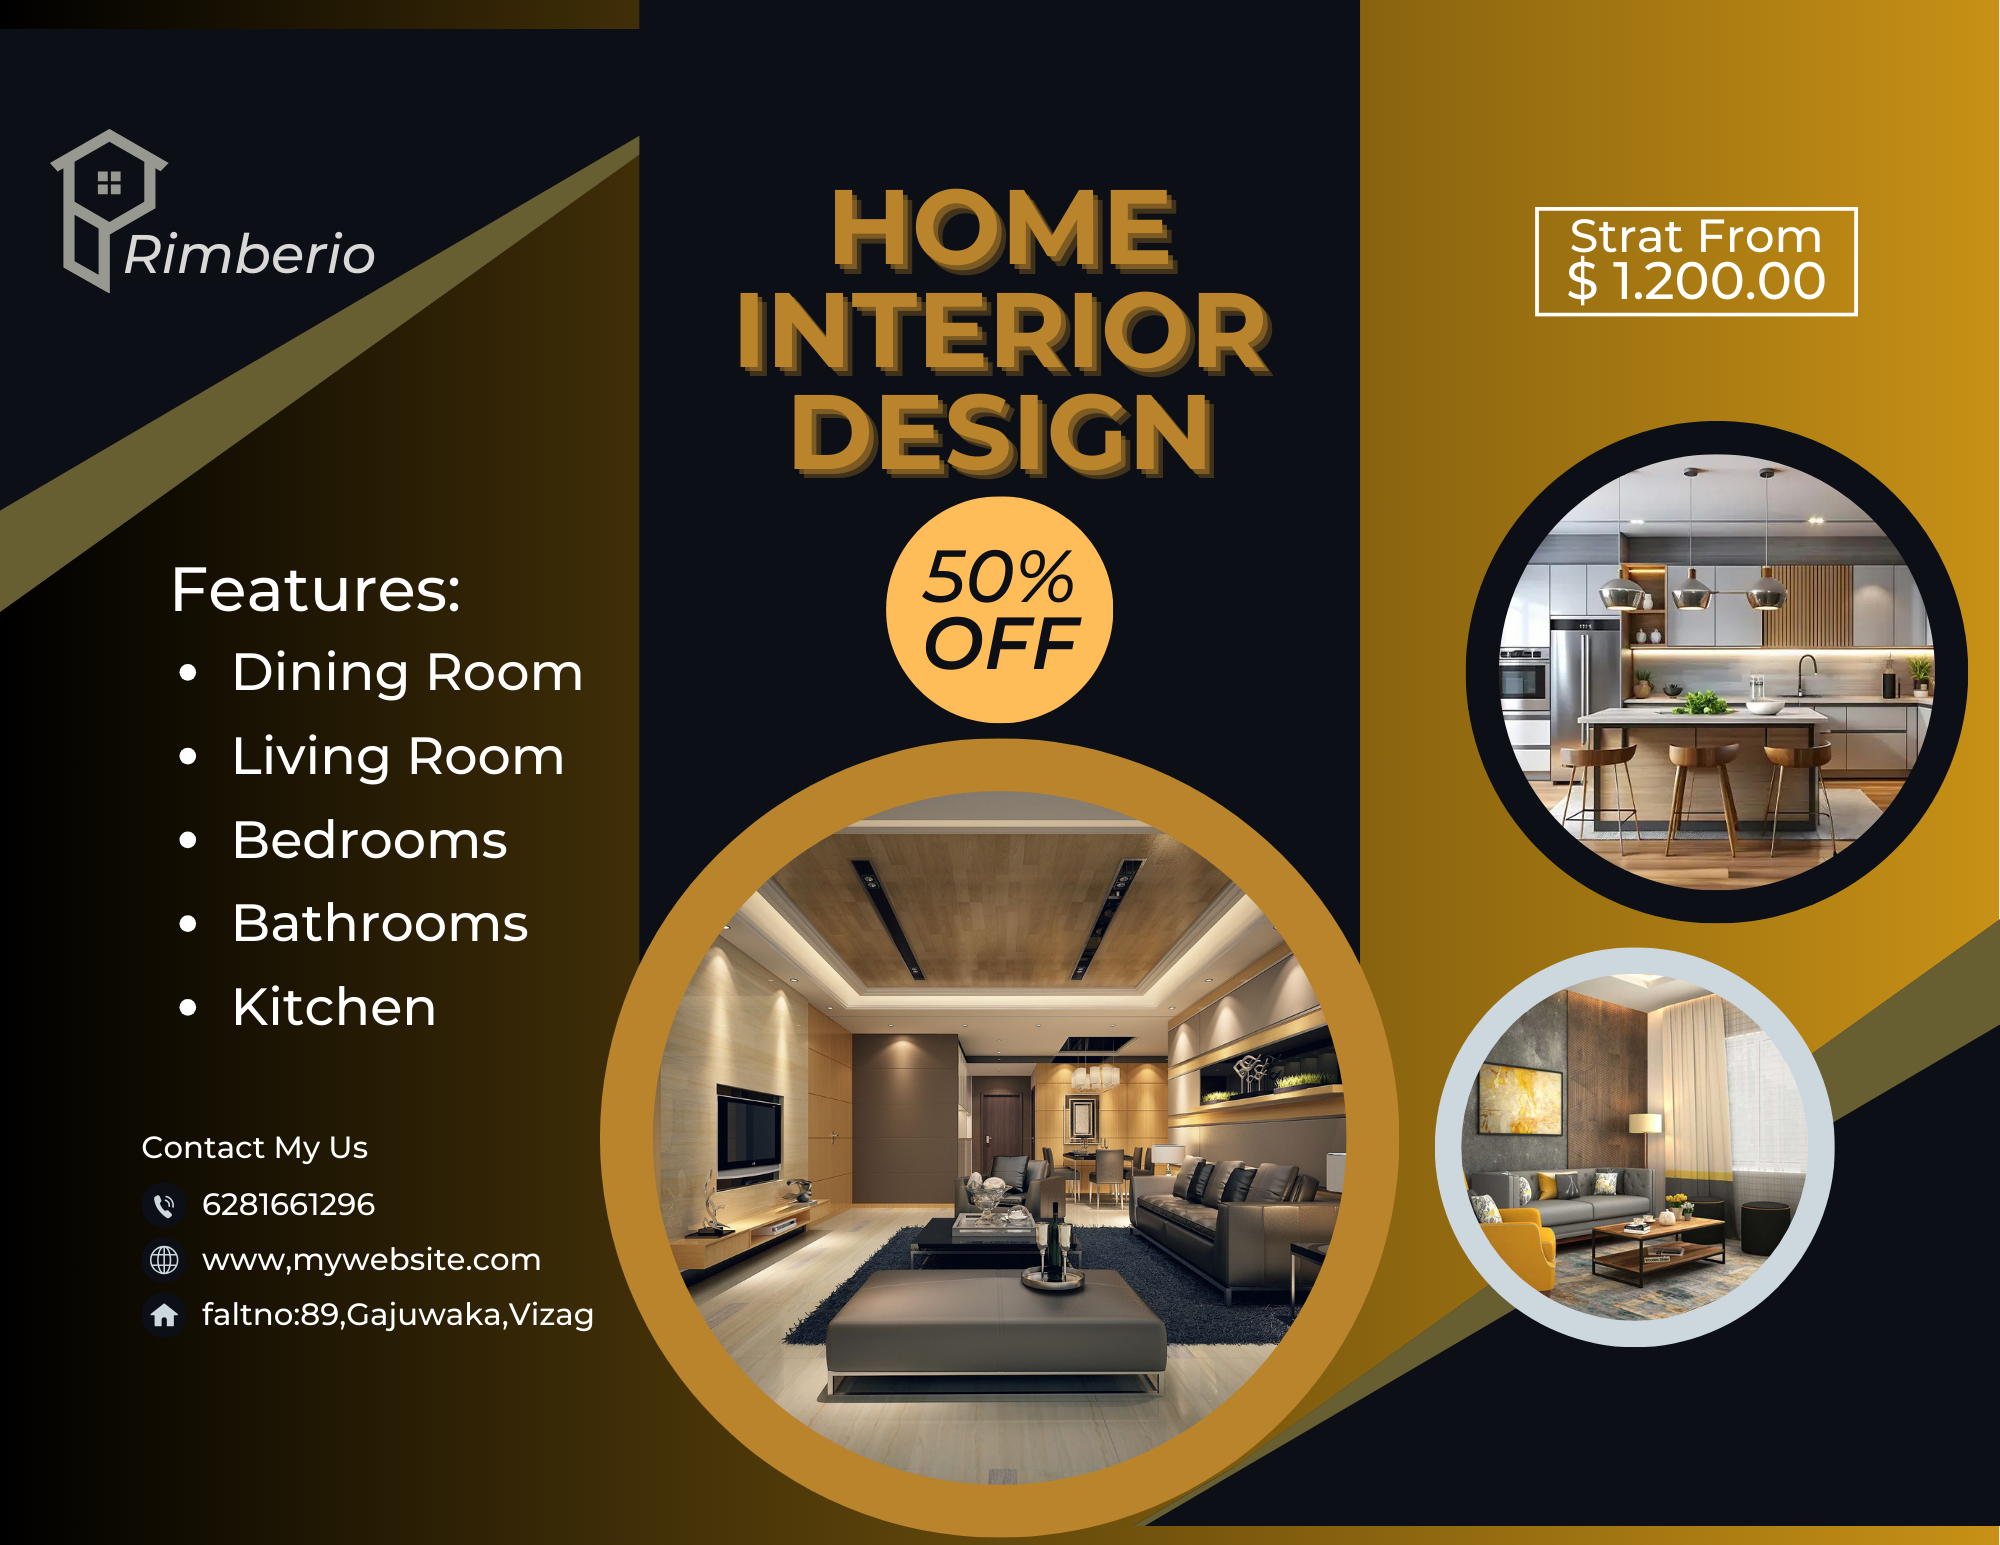 Rimberio
Features:
Dining Room
Living Room
Bedrooms
Bathrooms
Kitchen
Contact My Us
6281661296
www,mywebsite.com
faltno:89,Gajuwaka,Vizag
HOME
INTERIOR
DESIGN
50%
OFF
Strat From
$ 1.200.00